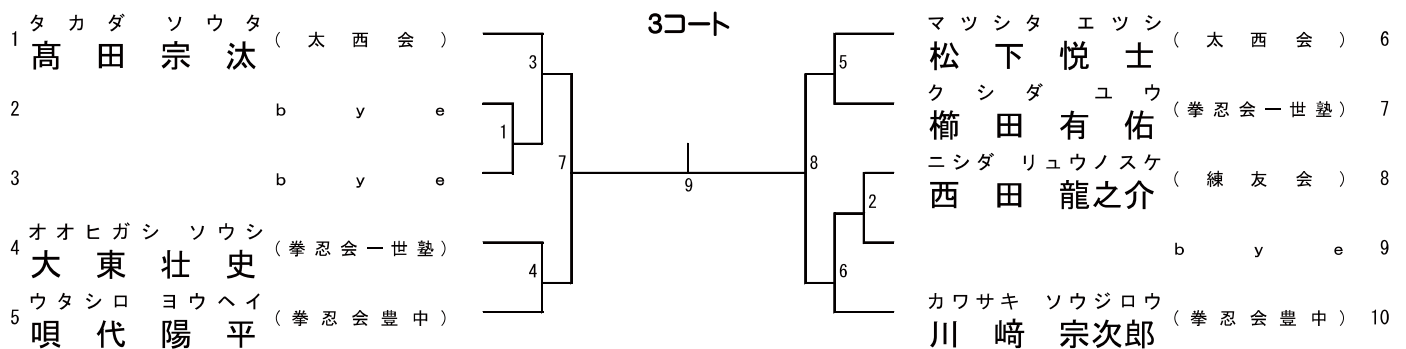 3コート
タカダ ソウタ
1 髙田宗汰 (太西会)
2 bye
3 bye
オオヒガシ ソウシ
4 大東壮史 (拳忍会一世塾)
ウタシロ ヨウヘイ
5 唄代陽平 (拳忍会豊中)
3
1
7
4
9
マツシタ エツシ
松下悦士 (太西会) 6
クシダ ユウ
櫛田有佑 (拳忍会一世塾) 7
ニシダ リュウノスケ
西田龍之介 (練友会) 8
bye 9
カワサキ ソウジロウ
川﨑宗次郎 (拳忍会豊中) 10
5
8
2
6